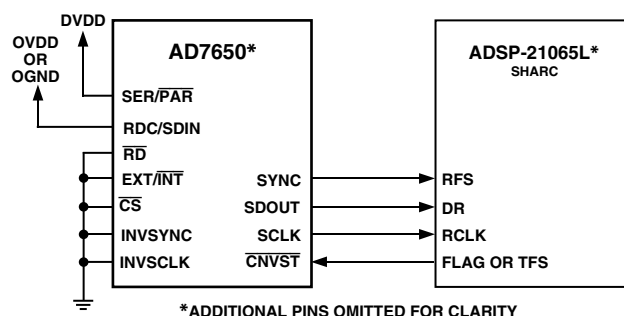 DVDD
OVDD
OR
OGND
AD7650*
SER/PAR
RDC/SDIN
RD
EXT/INT
CS
INVSYNC
INVSCLK
SYNC
SDOUT
SCLK
CNVST
ADSP-21065L*
SHARC
RFS
DR
RCLK
FLAG OR TFS
*ADDITIONAL PINS OMITTED FOR CLARITY